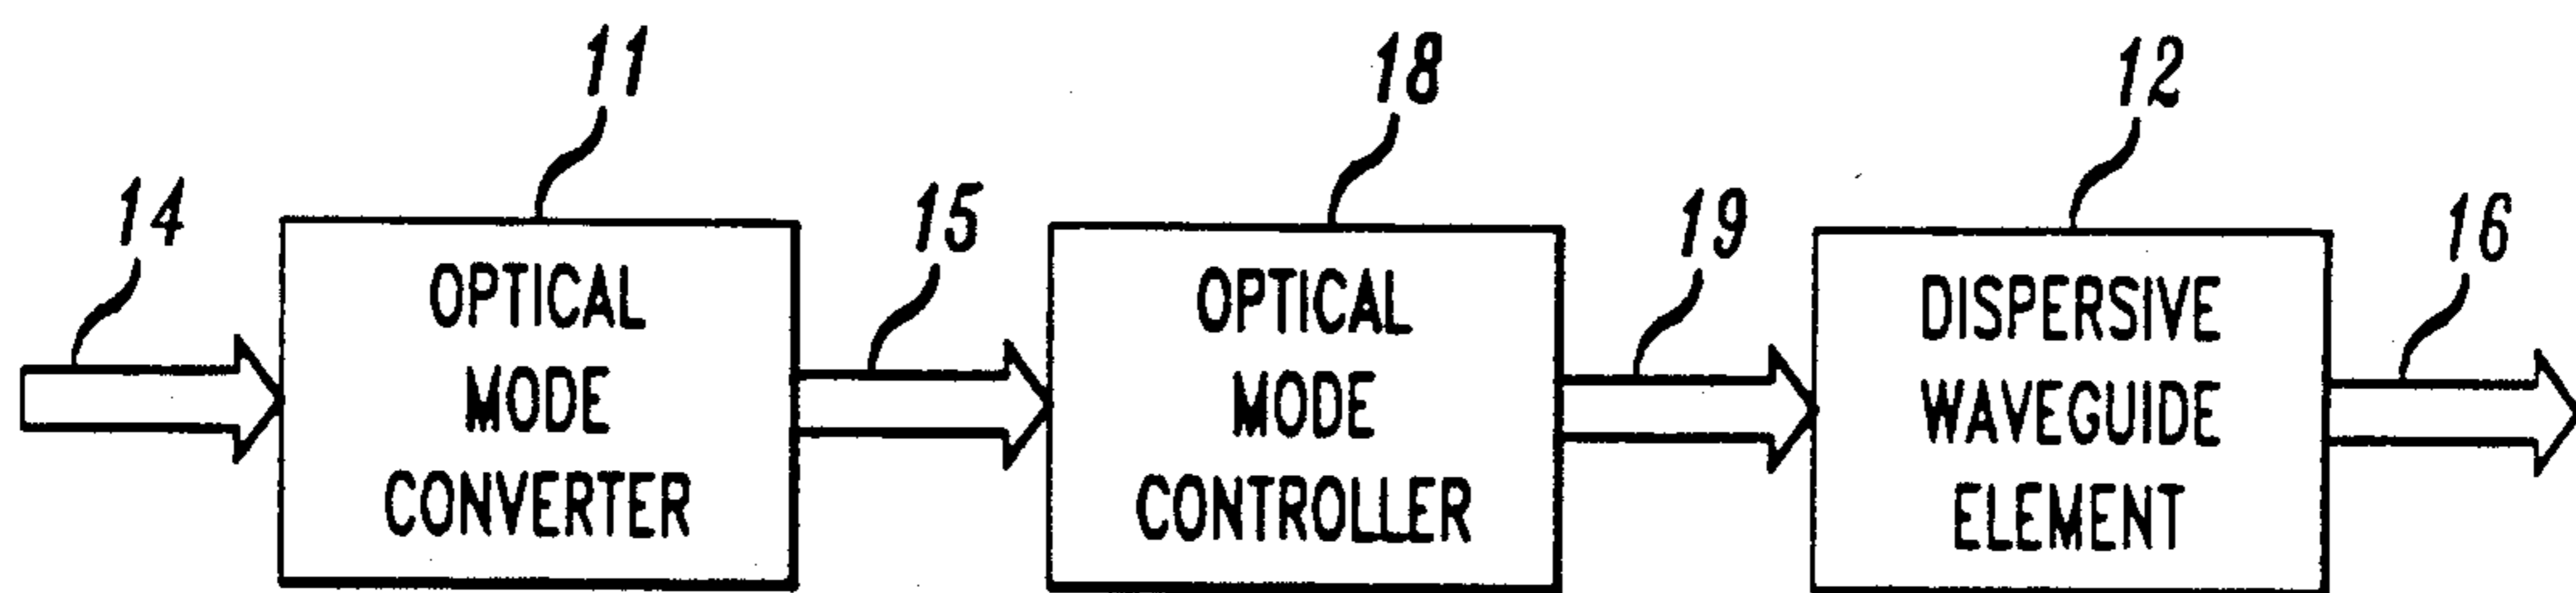 11
18
12
14
15
19
16
OPTICAL
MODE
CONVERTER
OPTICAL
MODE
CONTROLLER
DISPERSIVE
WAVEGUIDE
ELEMENT